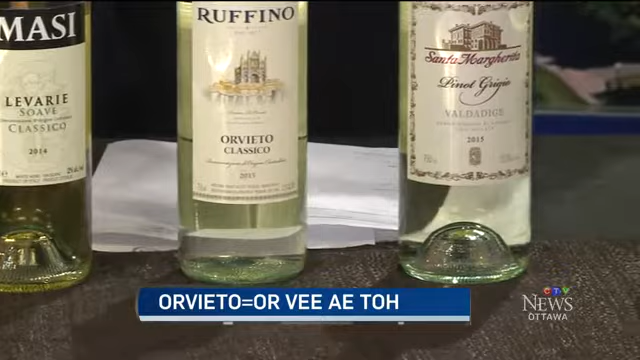 MASI
LEVARIE
SOAVE
CLASSICO
2014
RUFFINO
ORVIETO
CLASSICO
2015
Santa Margherita
Pinot Grigio
VALDADIGE
2015
ORVIETO=OR VEE AE TOH
CTV
NEWS
OTTAWA